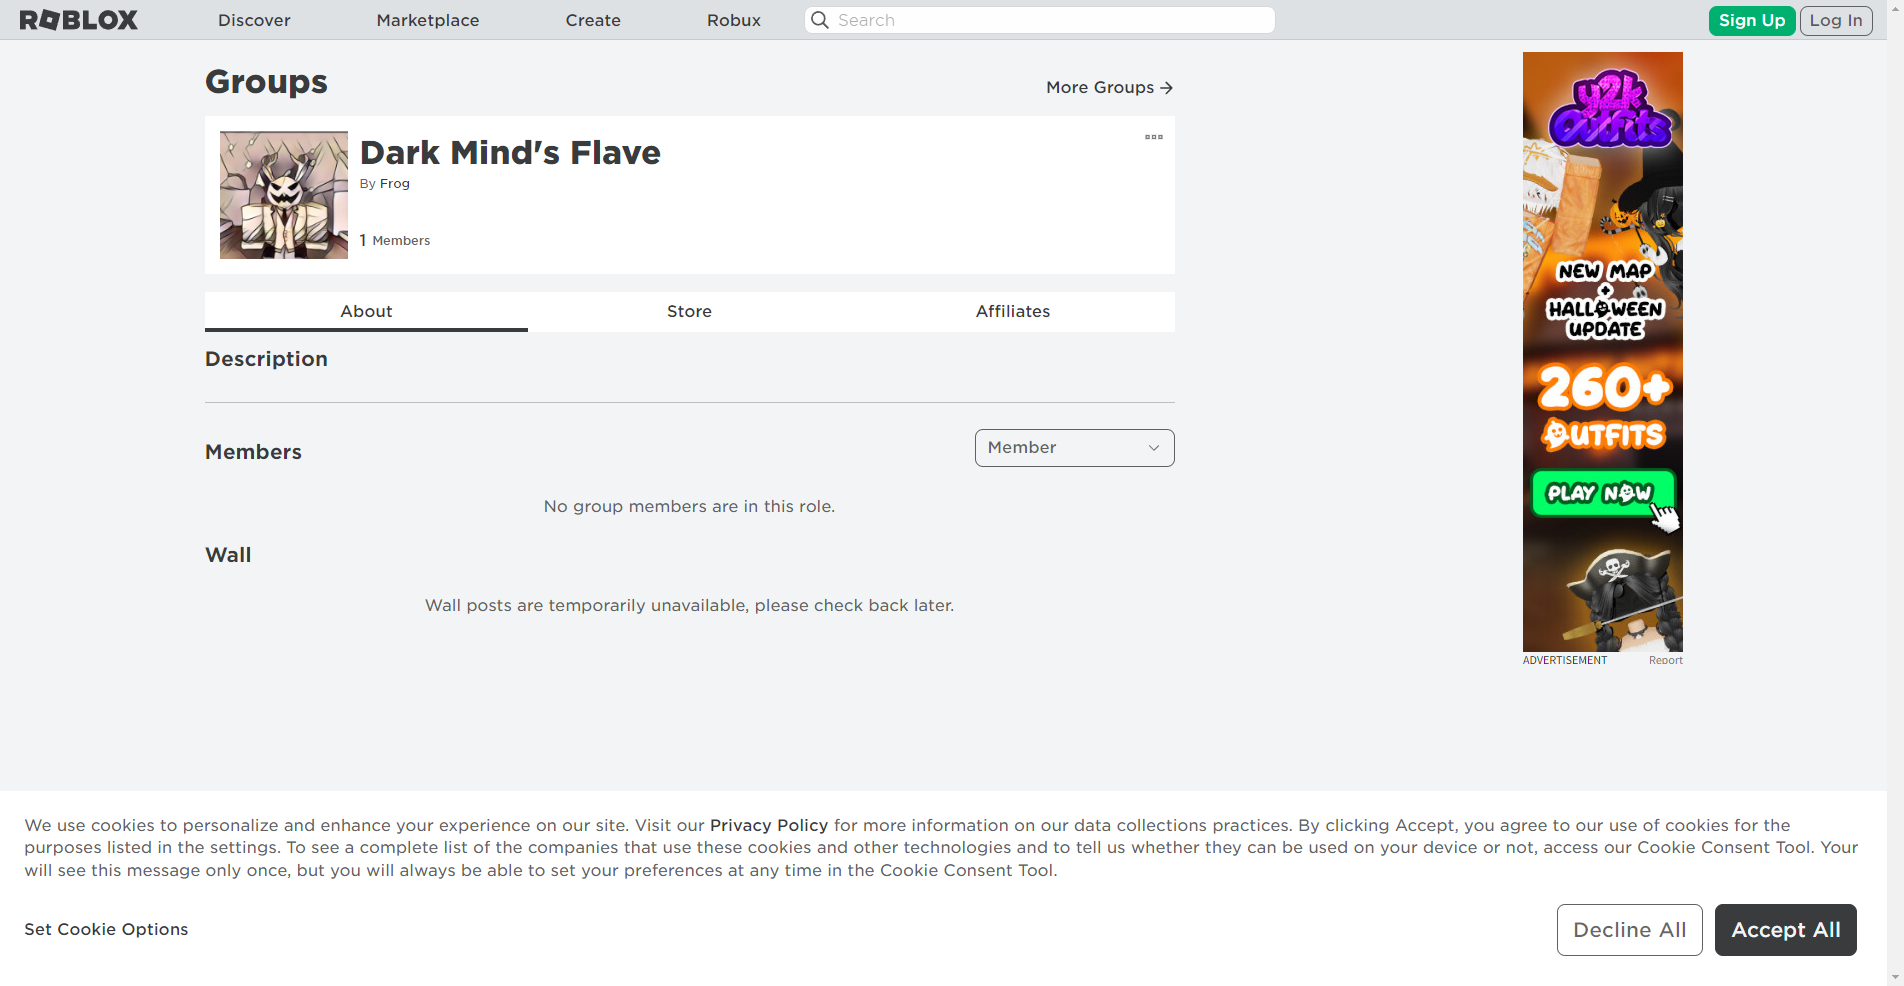 ROBLOX
Discover
Marketplace
Create
Robux
Search
Sign Up
Log In
Groups
More Groups
Dark Mind's Flave
By Frog
1 Members
About
Store
Affiliates
Description
Members
Member
No group members are in this role.
Wall
Wall posts are temporarily unavailable, please check back later.
y2k
Outfits
NEW MAP
+
HALLOWEEN
UPDATE
260+
OUTFITS
PLAY NOW
ADVERTISEMENT
Report
We use cookies to personalize and enhance your experience on our site. Visit our Privacy Policy for more information on our data collections practices. By clicking Accept, you agree to our use of cookies for the
purposes listed in the settings. To see a complete list of the companies that use these cookies and other technologies and to tell us whether they can be used on your device or not, access our Cookie Consent Tool. Your
will see this message only once, but you will always be able to set your preferences at any time in the Cookie Consent Tool.
Set Cookie Options
Decline All
Accept All